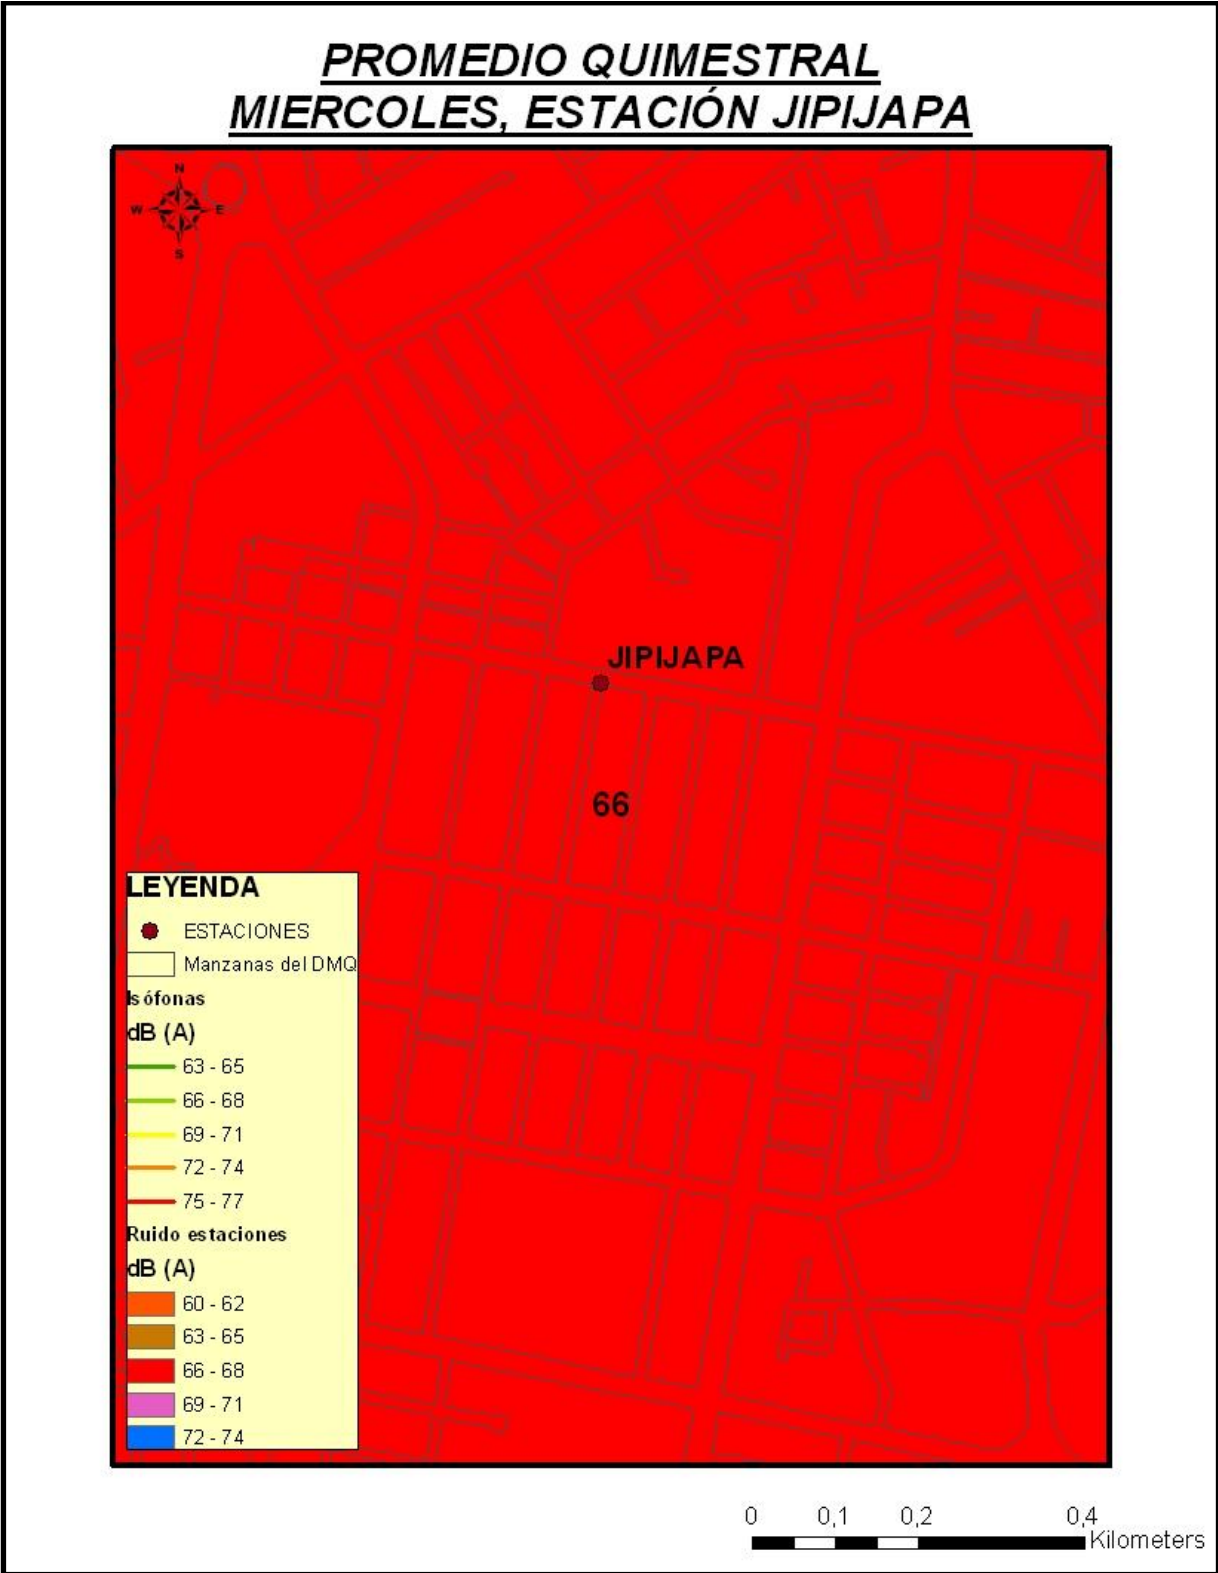 PROMEDIO QUIMESTRAL
MIERCOLES, ESTACIÓN JIPIJAPA
N
W E
S
JIPIJAPA
66
LEYENDA
ESTACIONES
Manzanas del DMQ
Isófonas
dB (A)
63 - 65
66 - 68
69 - 71
72 - 74
75 - 77
Ruido estaciones
dB (A)
60 - 62
63 - 65
66 - 68
69 - 71
72 - 74
0 0,1 0,2 0,4
Kilometers